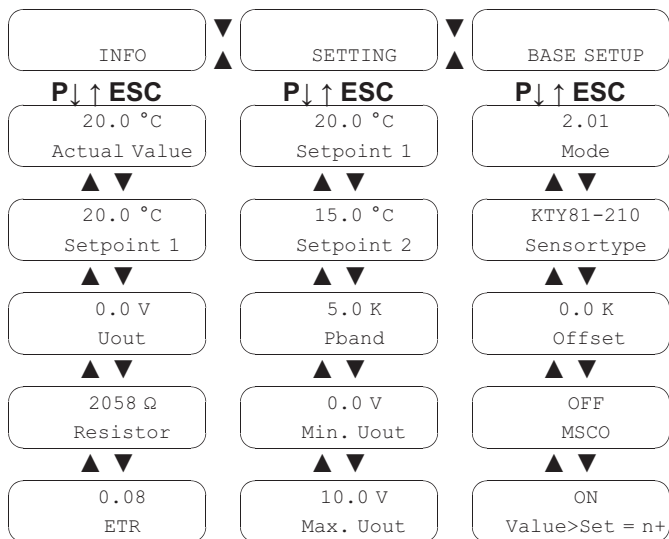 INFO
SETTING
BASE SETUP
P↓ ↑ ESC
P↓ ↑ ESC
P↓ ↑ ESC
20.0 °C
Actual Value
20.0 °C
Setpoint 1
2.01
Mode
20.0 °C
Setpoint 1
15.0 °C
Setpoint 2
KTY81-210
Sensortype
0.0 V
Uout
5.0 K
Pband
0.0 K
Offset
2058 Ω
Resistor
0.0 V
Min. Uout
OFF
MSCO
0.08
ETR
10.0 V
Max. Uout
ON
Value>Set = n+